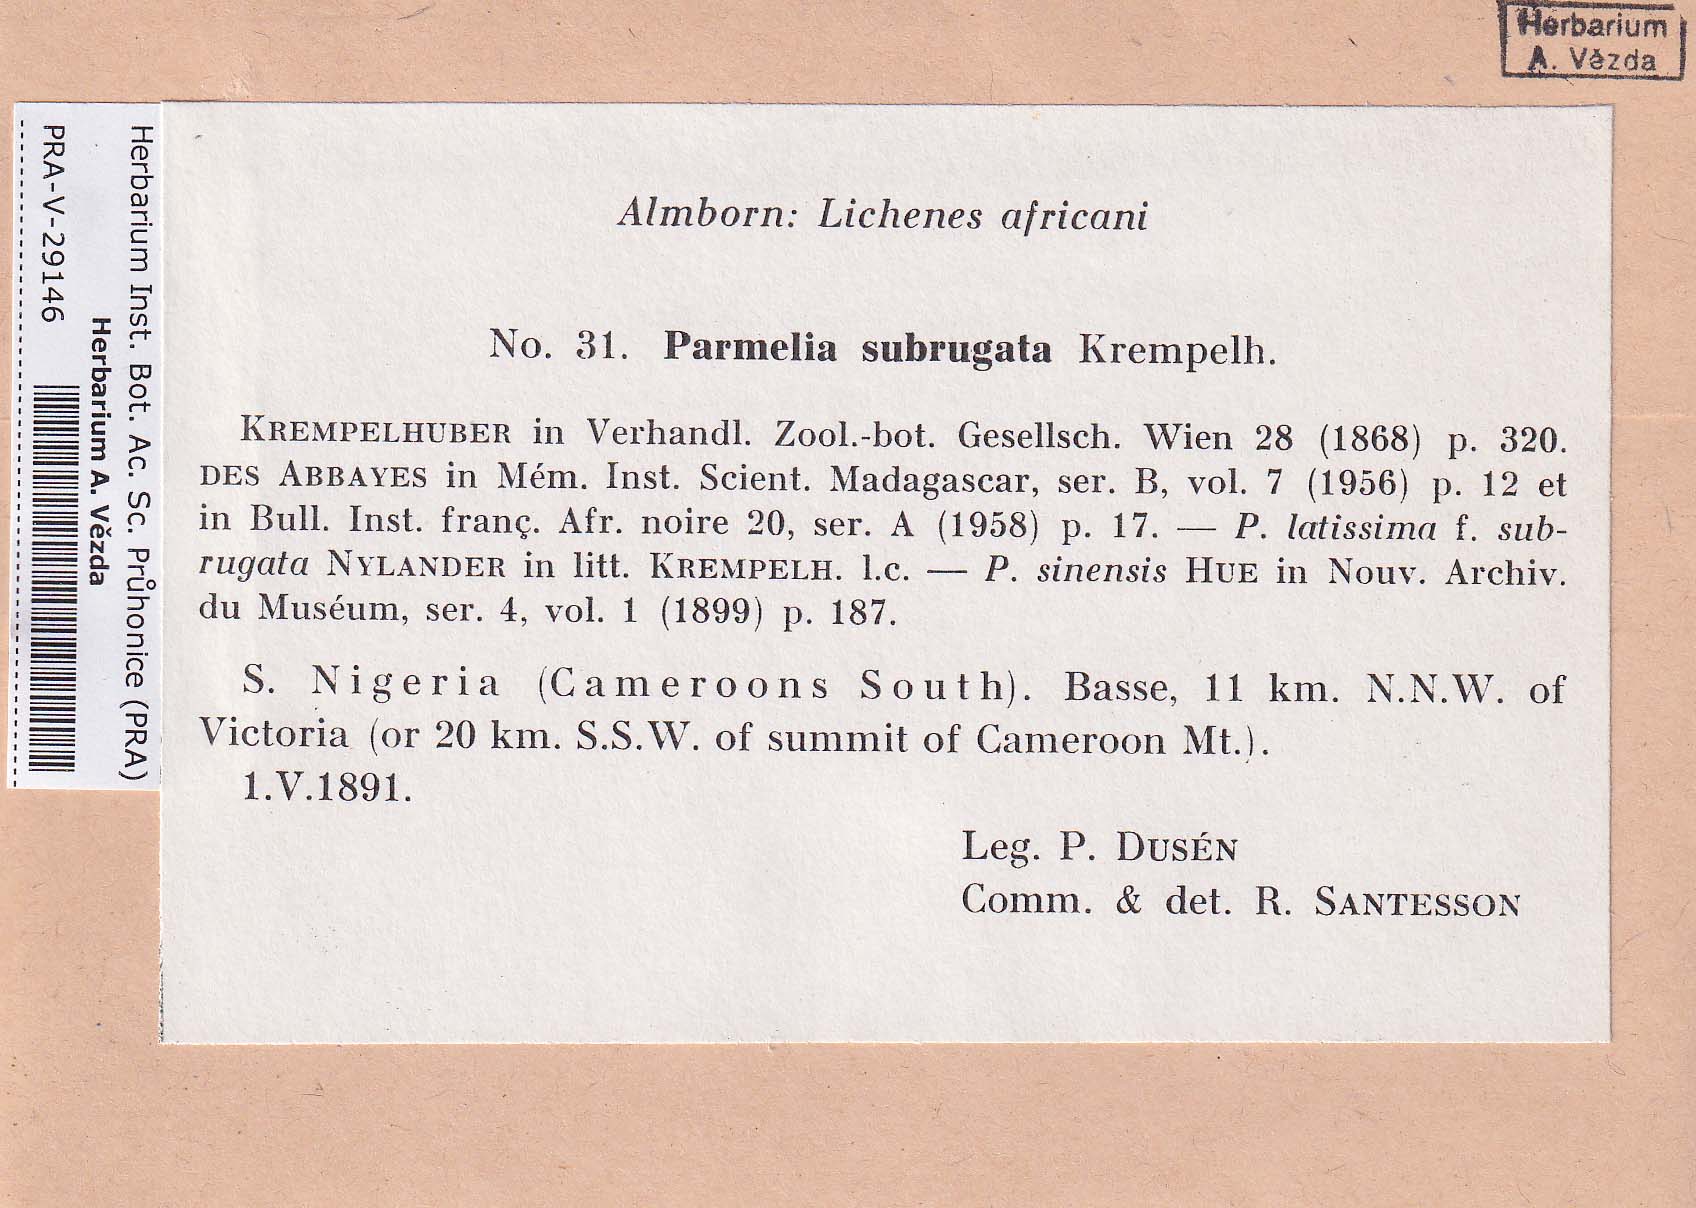 Herbarium
A. Vězda
Herbarium Inst. Bot. Ac. Sc. Průhonice (PRA)
Herbarium A. Vězda
PRA-V-29146
Almborn: Lichenes africani
No. 31. Parmelia subrugata Krempelh.
KREMPELHUBER in Verhandl. Zool.-bot. Gesellsch. Wien 28 (1868) p. 320.
DES ABBAYES in Mém. Inst. Scient. Madagascar, ser. B, vol. 7 (1956) p. 12 et
in Bull. Inst. franç. Afr. noire 20, ser. A (1958) p. 17. — P. latissima f. sub-
rugata NYLANDER in litt. KREMPELH. l.c. — P. sinensis HUE in Nouv. Archiv.
du Muséum, ser. 4, vol. 1 (1899) p. 187.
S. Nigeria (Cameroons South). Basse, 11 km. N.N.W. of
Victoria (or 20 km. S.S.W. of summit of Cameroon Mt.).
1.V.1891.
Leg. P. DUSÉN
Comm. & det. R. SANTESSON